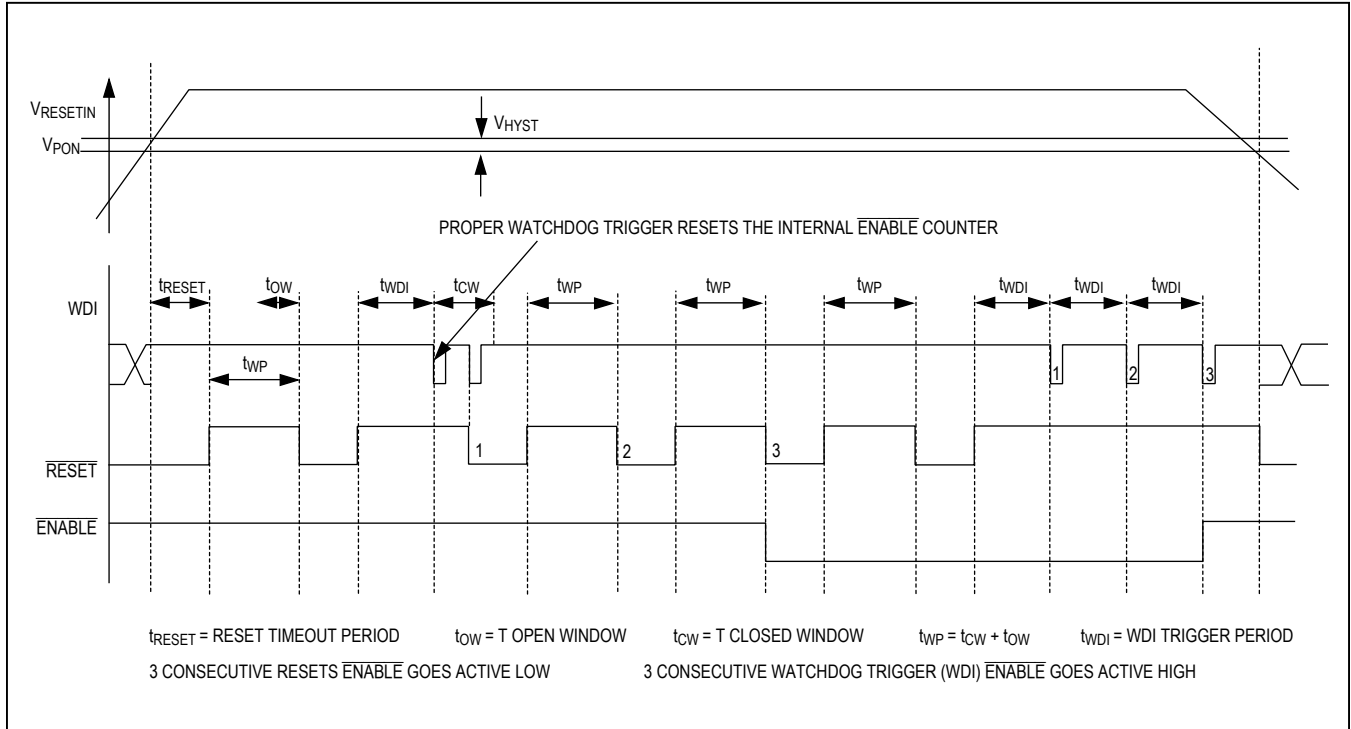 VRESETIN
VHYST
VPON
PROPER WATCHDOG TRIGGER RESETS THE INTERNAL ENABLE COUNTER
tRESET tOW tWDI tCW tWP tWP tWP tWDI tWDI tWDI
WDI
tWP
1 2 3
1 2 3
RESET
ENABLE
tRESET = RESET TIMEOUT PERIOD tOW = T OPEN WINDOW tCW = T CLOSED WINDOW tWP = tCW + tOW tWDI = WDI TRIGGER PERIOD
3 CONSECUTIVE RESETS ENABLE GOES ACTIVE LOW 3 CONSECUTIVE WATCHDOG TRIGGER (WDI) ENABLE GOES ACTIVE HIGH